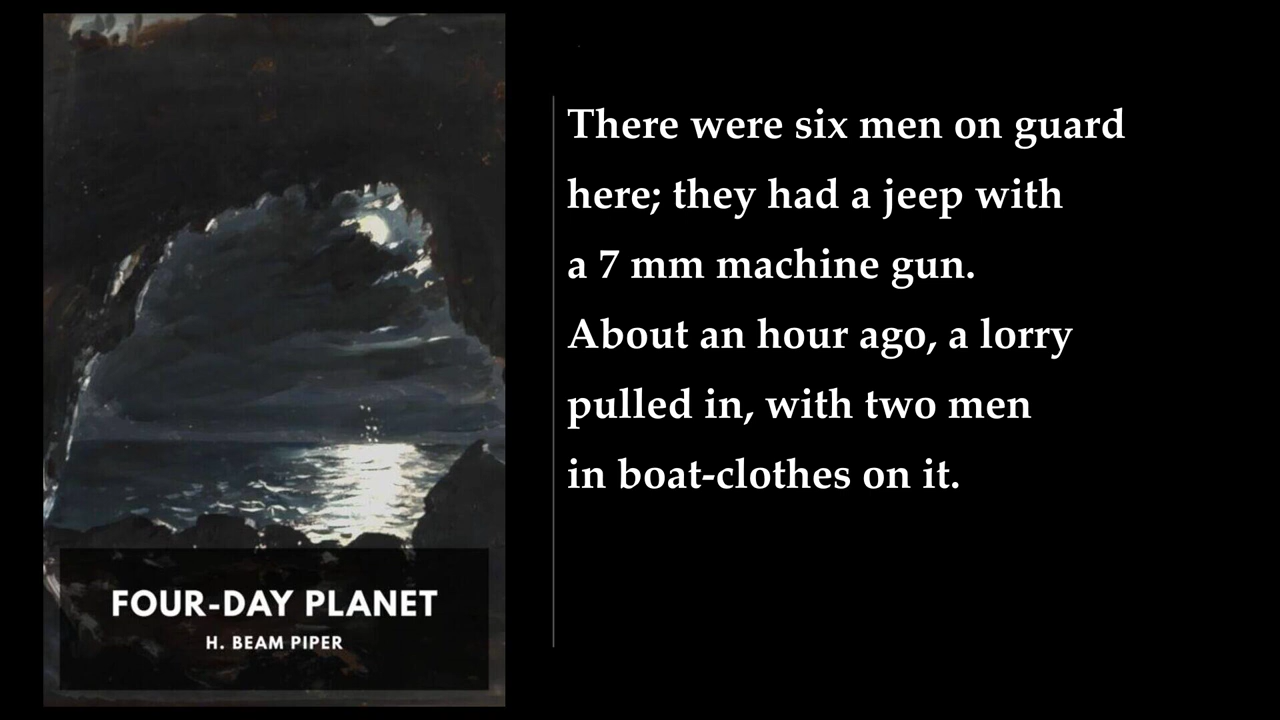 FOUR-DAY PLANET
H. BEAM PIPER
There were six men on guard
here; they had a jeep with
a 7 mm machine gun.
About an hour ago, a lorry
pulled in, with two men
in boat-clothes on it.